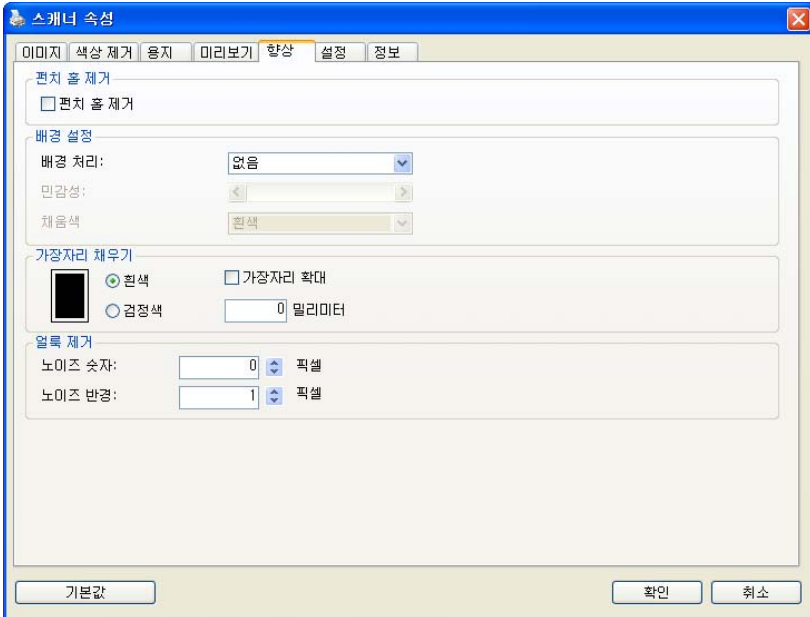 스캐너 속성
이미지 색상 제거 용지 미리보기 향상 설정 정보
펀치 홀 제거
펀치 홀 제거
배경 설정
배경 처리: 없음
민감성:
채움색 흰색
가장자리 채우기
흰색 가장자리 확대
검정색 0 밀리미터
얼룩 제거
노이즈 숫자: 0 픽셀
노이즈 반경: 1 픽셀
기본값 확인 취소